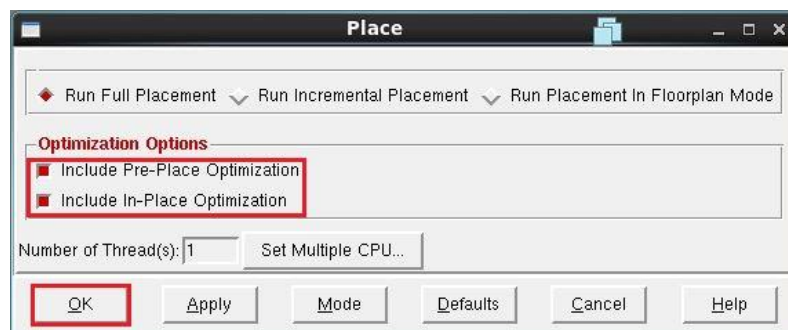 Place
Run Full Placement Run Incremental Placement Run Placement In Floorplan Mode
Optimization Options
Include Pre-Place Optimization
Include In-Place Optimization
Number of Thread(s): 1 Set Multiple CPU...
OK Apply Mode Defaults Cancel Help